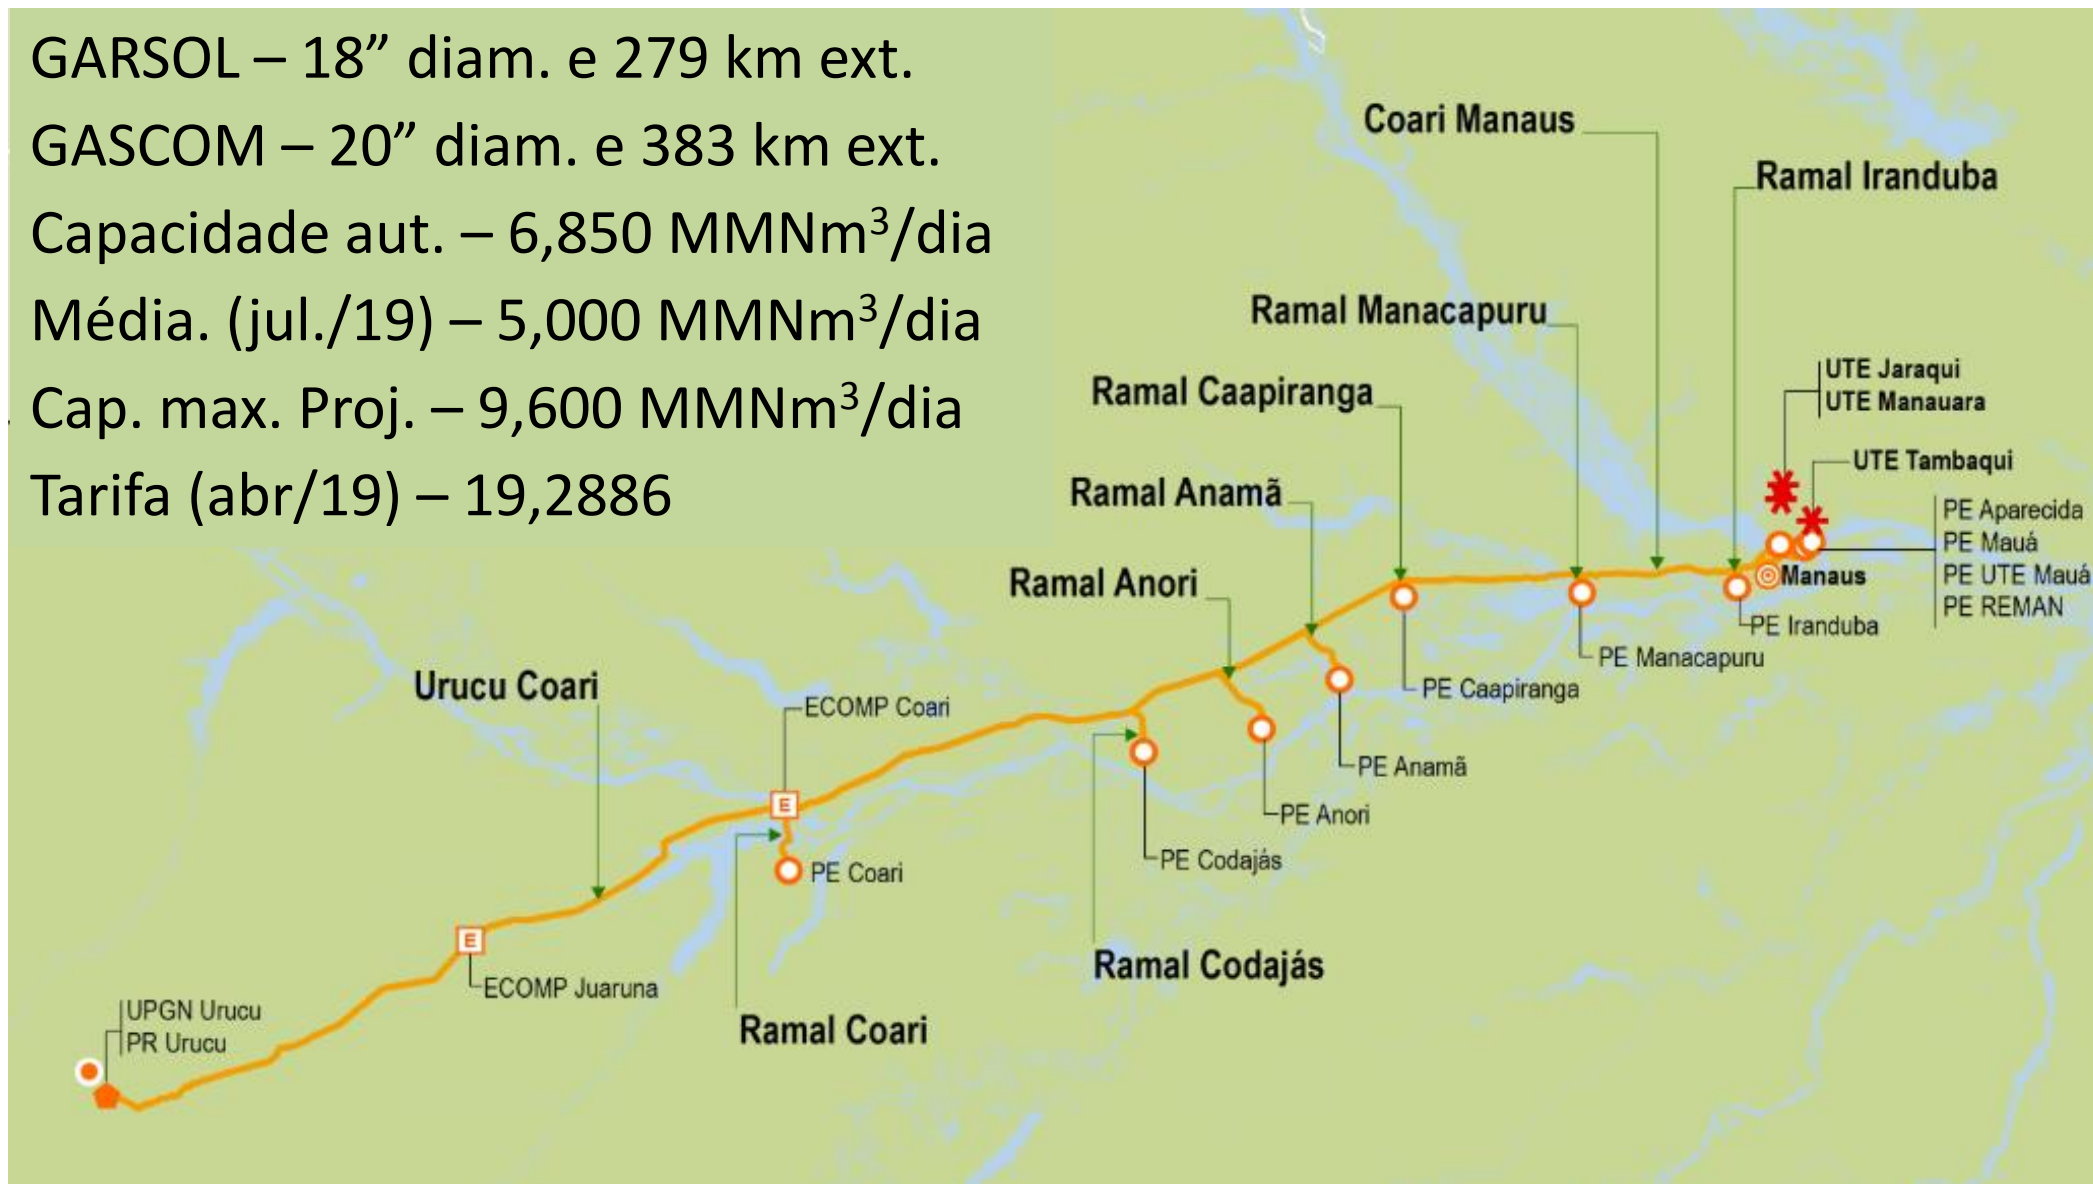 GARSOL – 18” diam. e 279 km ext.
GASCOM – 20” diam. e 383 km ext.
Capacidade aut. – 6,850 MMNm³/dia
Média. (jul./19) – 5,000 MMNm³/dia
Cap. max. Proj. – 9,600 MMNm³/dia
Tarifa (abr/19) – 19,2886
Coari Manaus
Ramal Iranduba
Ramal Manacapuru
UTE Jaraqui
UTE Manauara
Ramal Caapiranga
UTE Tambaqui
Ramal Anamã
PE Aparecida
PE Mauá
PE UTE Mauá
PE REMAN
Ramal Anori
Manaus
PE Iranduba
PE Manacapuru
PE Caapiranga
Urucu Coari
ECOMP Coari
PE Anamã
E
PE Anori
PE Codajás
PE Coari
E
Ramal Codajás
ECOMP Juaruna
UPGN Urucu
PR Urucu
Ramal Coari